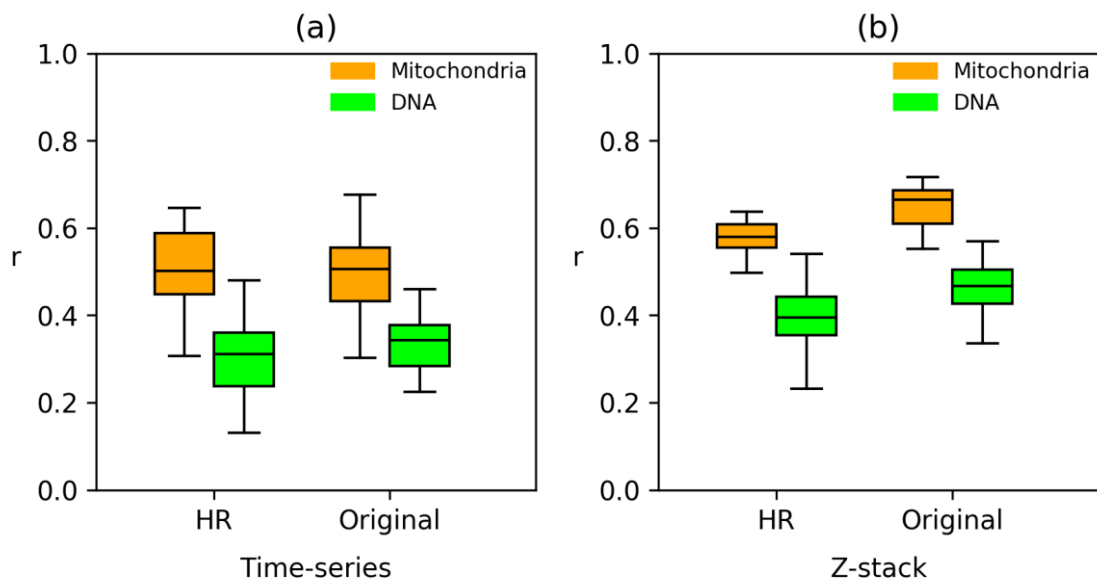 (a)
1.0
0.8
0.6
0.4
0.2
0.0
r
Mitochondria
DNA
HR
Original
Time-series
(b)
1.0
0.8
0.6
0.4
0.2
0.0
r
Mitochondria
DNA
HR
Original
Z-stack